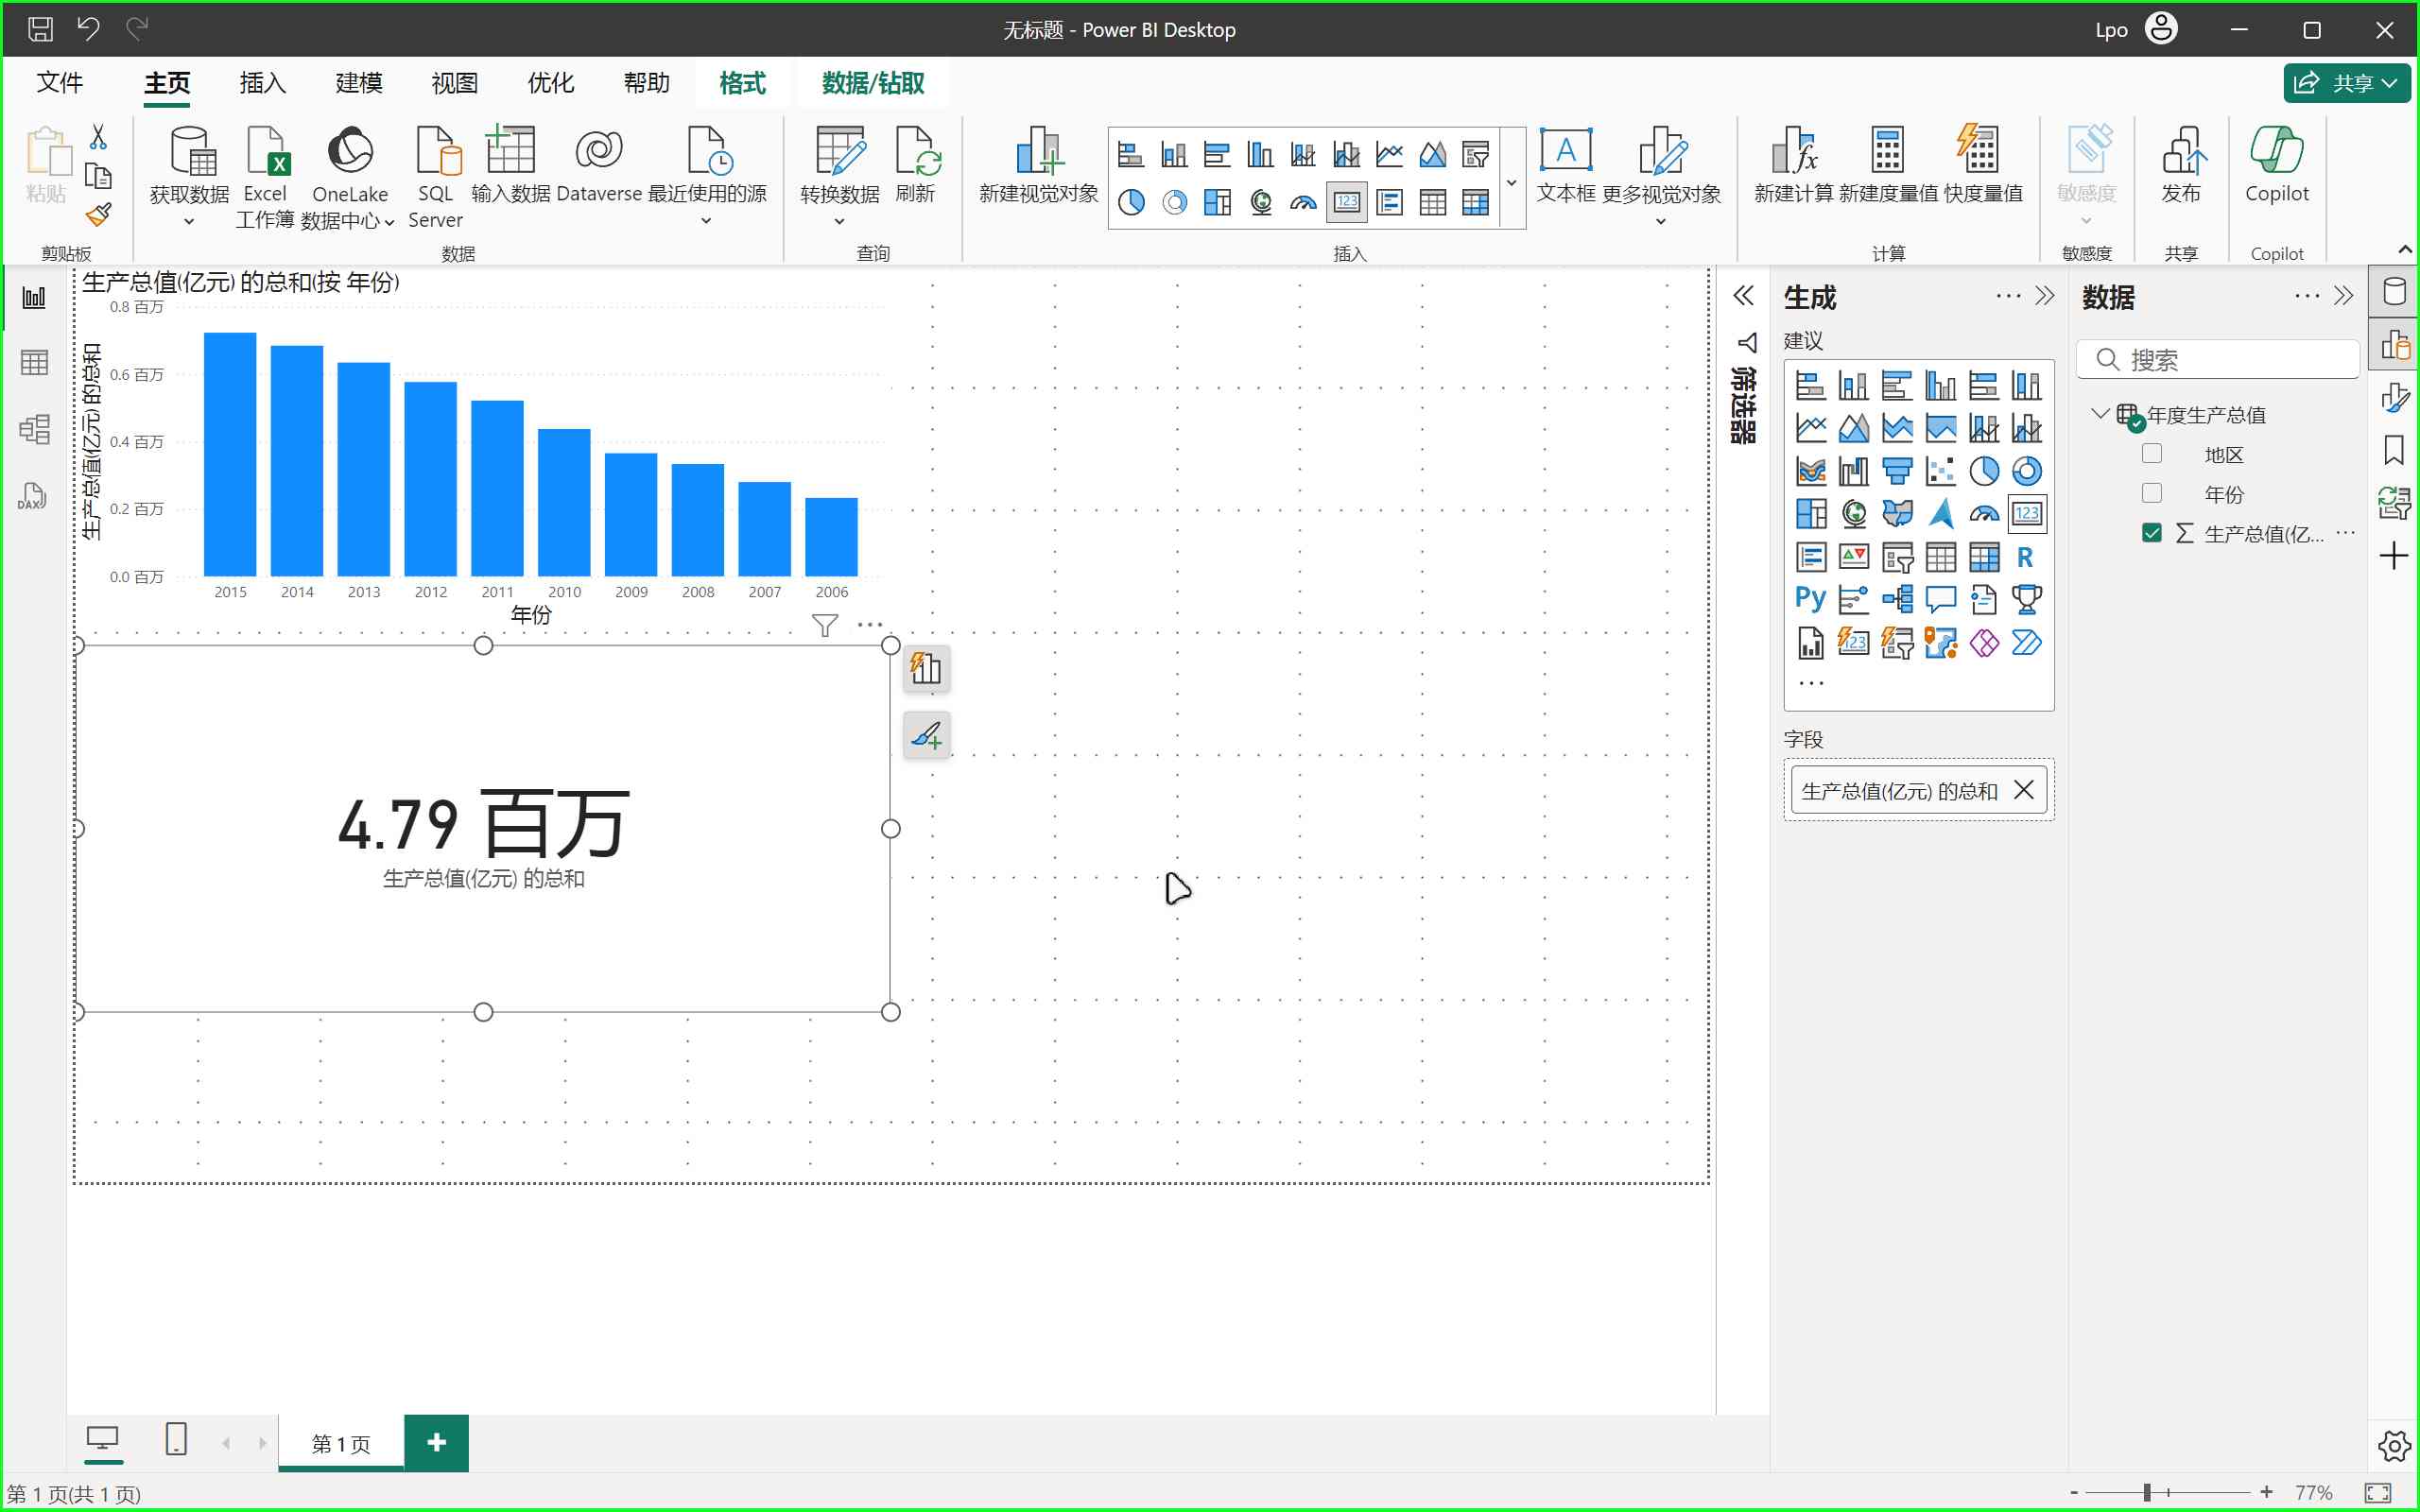 无标题 - Power BI Desktop
Lpo
文件 主页 插入 建模 视图 优化 帮助 格式 数据/钻取
共享
粘贴
获取数据
Excel
工作簿
OneLake
数据中心
SQL
Server
输入数据
Dataverse
最近使用的源
转换数据
刷新
新建视觉对象
123
A
文本框
更多视觉对象
新建计算
新建度量值
快度量值
敏感度
发布
Copilot
剪贴板
数据
查询
插入
计算
敏感度
共享
Copilot
DAX
生产总值(亿元) 的总和(按 年份)
生产总值(亿元) 的总和
0.8 百万
0.6 百万
0.4 百万
0.2 百万
0.0 百万
2015 2014 2013 2012 2011 2010 2009 2008 2007 2006
年份
4.79 百万
生产总值(亿元) 的总和
筛选器
生成
建议
123
R
Py
123
字段
生产总值(亿元) 的总和
数据
搜索
年度生产总值
地区
年份
生产总值(亿...
第 1 页
第 1 页(共 1 页)
77%